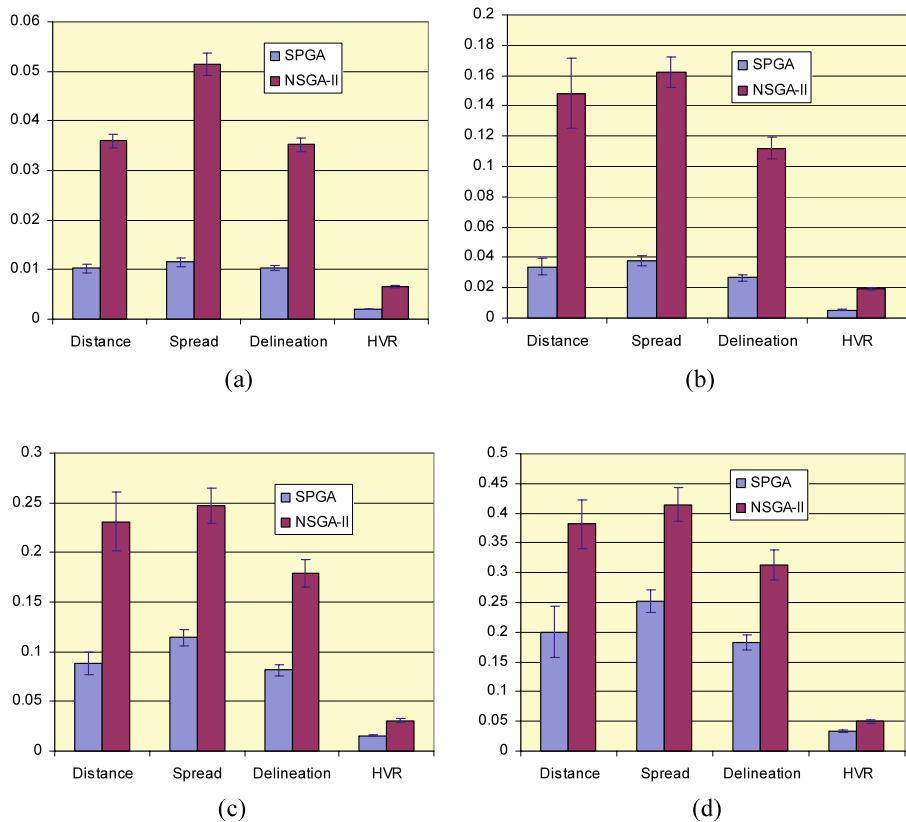 0.06
0.05
0.04
0.03
0.02
0.01
0
SPGA
NSGA-II
Distance Spread Delineation HVR
(a)
0.2
0.18
0.16
0.14
0.12
0.1
0.08
0.06
0.04
0.02
0
SPGA
NSGA-II
Distance Spread Delineation HVR
(b)
0.3
0.25
0.2
0.15
0.1
0.05
0
SPGA
NSGA-II
Distance Spread Delineation HVR
(c)
0.5
0.45
0.4
0.35
0.3
0.25
0.2
0.15
0.1
0.05
0
SPGA
NSGA-II
Distance Spread Delineation HVR
(d)